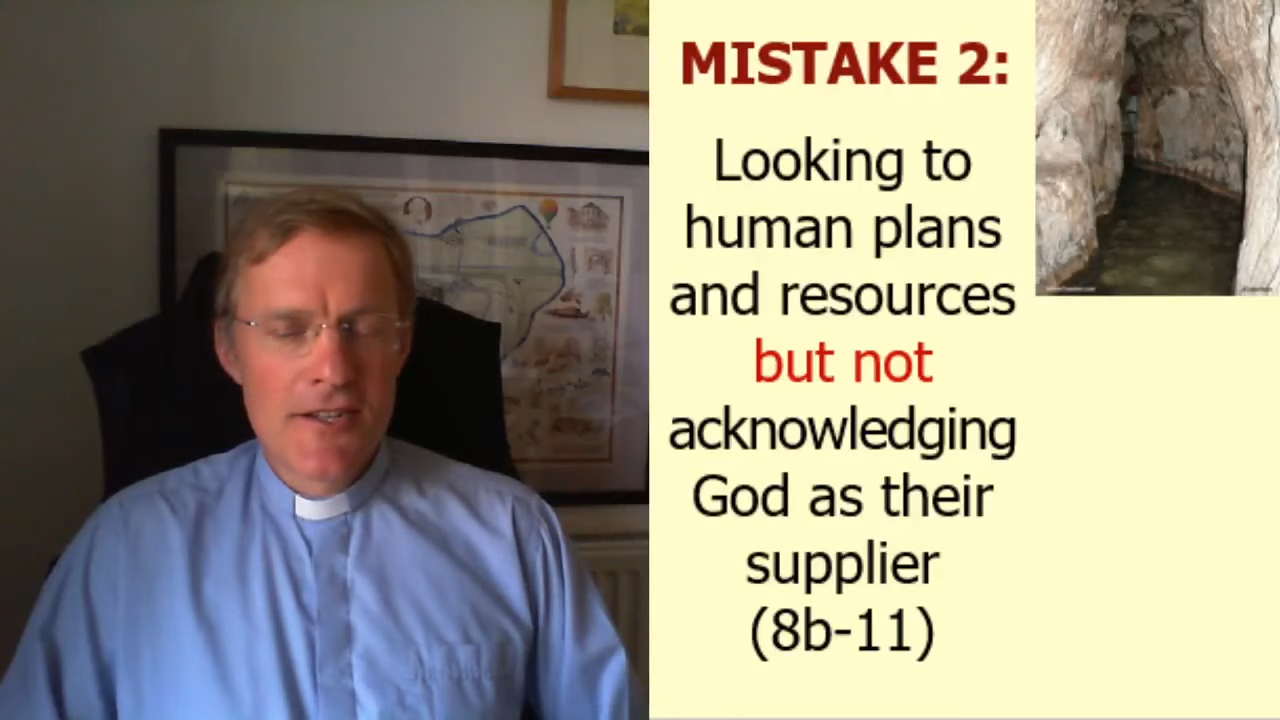 MISTAKE 2:
Looking to
human plans
and resources
but not
acknowledging
God as their
supplier
(8b-11)